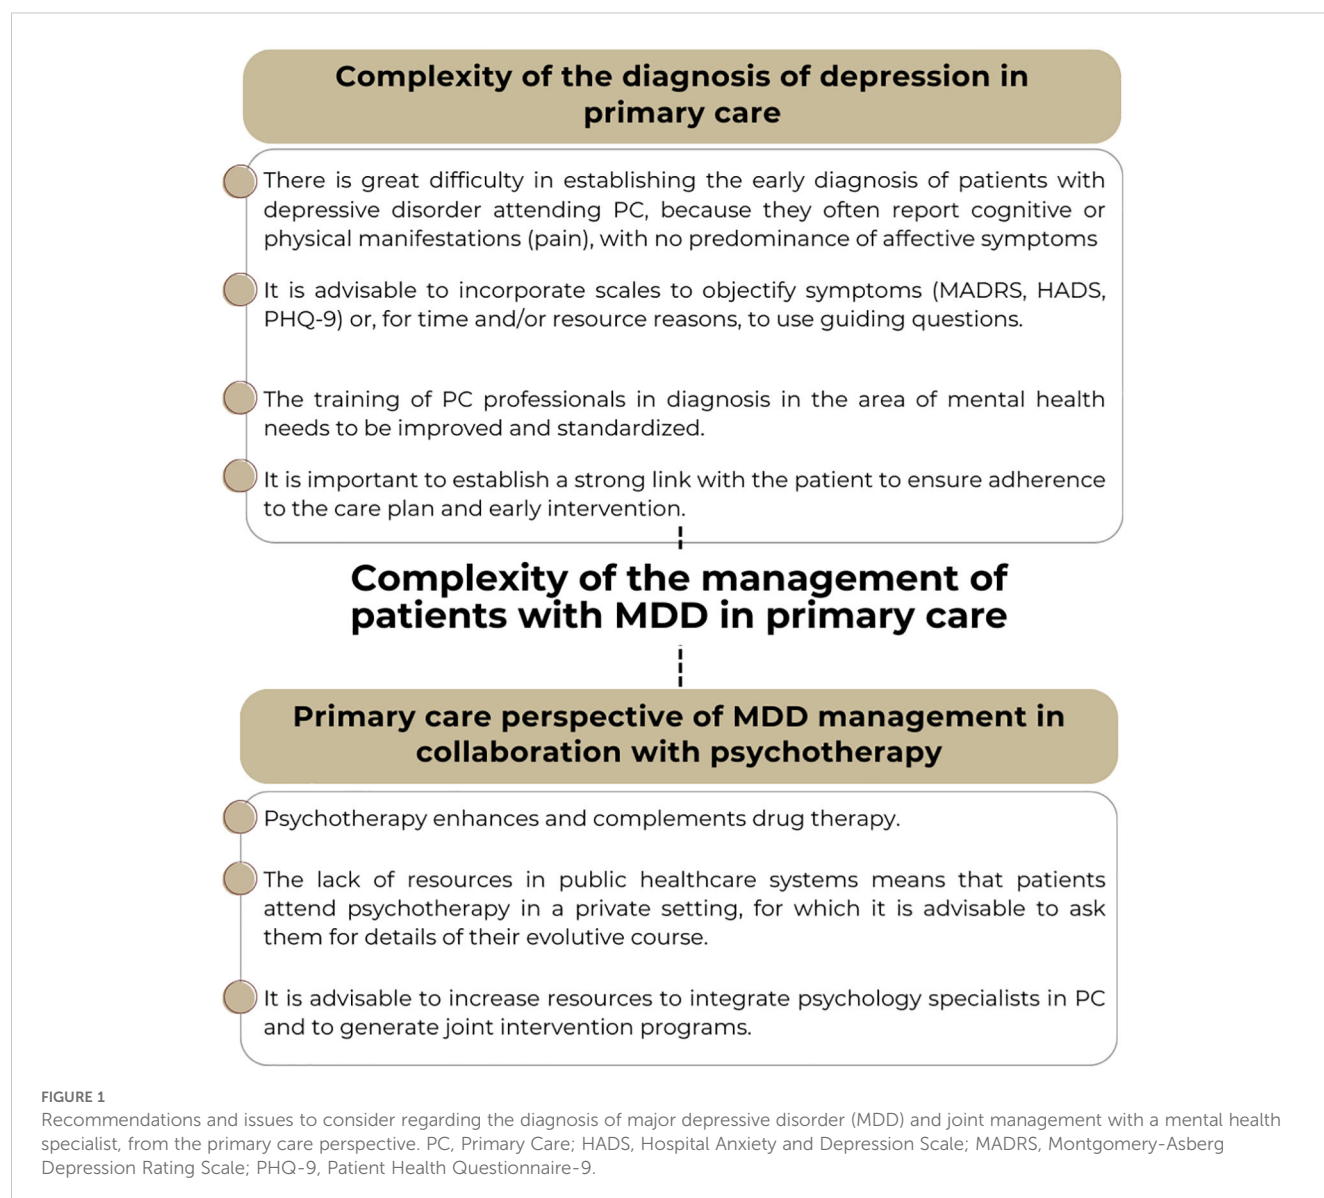 Complexity of the diagnosis of depression in
primary care
There is great difficulty in establishing the early diagnosis of patients with
depressive disorder attending PC, because they often report cognitive or
physical manifestations (pain), with no predominance of affective symptoms
It is advisable to incorporate scales to objectify symptoms (MADRS, HADS,
PHQ-9) or, for time and/or resource reasons, to use guiding questions.
The training of PC professionals in diagnosis in the area of mental health
needs to be improved and standardized.
It is important to establish a strong link with the patient to ensure adherence
to the care plan and early intervention.
Complexity of the management of
patients with MDD in primary care
Primary care perspective of MDD management in
collaboration with psychotherapy
Psychotherapy enhances and complements drug therapy.
The lack of resources in public healthcare systems means that patients
attend psychotherapy in a private setting, for which it is advisable to ask
them for details of their evolutive course.
It is advisable to increase resources to integrate psychology specialists in PC
and to generate joint intervention programs.
FIGURE 1
Recommendations and issues to consider regarding the diagnosis of major depressive disorder (MDD) and joint management with a mental health
specialist, from the primary care perspective. PC, Primary Care; HADS, Hospital Anxiety and Depression Scale; MADRS, Montgomery-Asberg
Depression Rating Scale; PHQ-9, Patient Health Questionnaire-9.